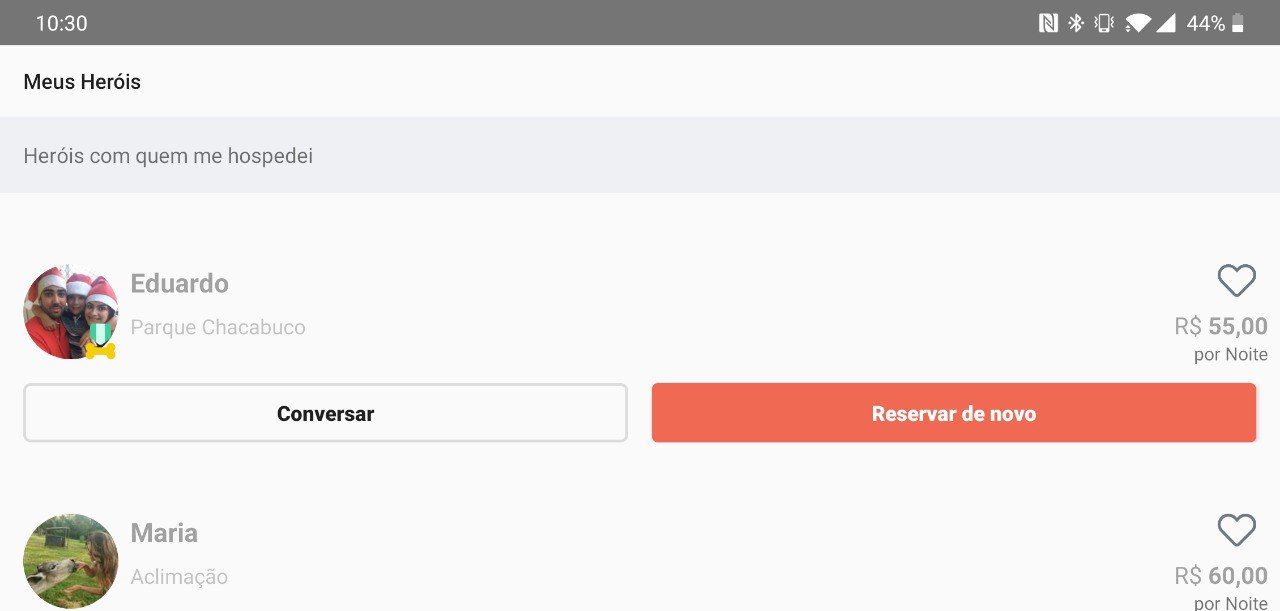 10:30
44%
Meus Heróis
Heróis com quem me hospedei
Eduardo
Parque Chacabuco
R$ 55,00
por Noite
Conversar
Reservar de novo
Maria
Aclimação
R$ 60,00
por Noite